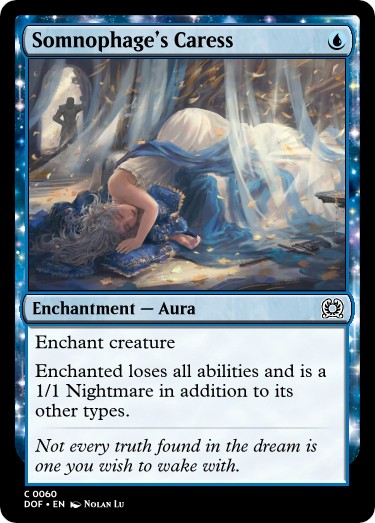 Somnophage's Caress
Enchantment — Aura
Enchant creature
Enchanted loses all abilities and is a
1/1 Nightmare in addition to its
other types.
Not every truth found in the dream is
one you wish to wake with.
C 0060
DOF • EN Nolan Lu